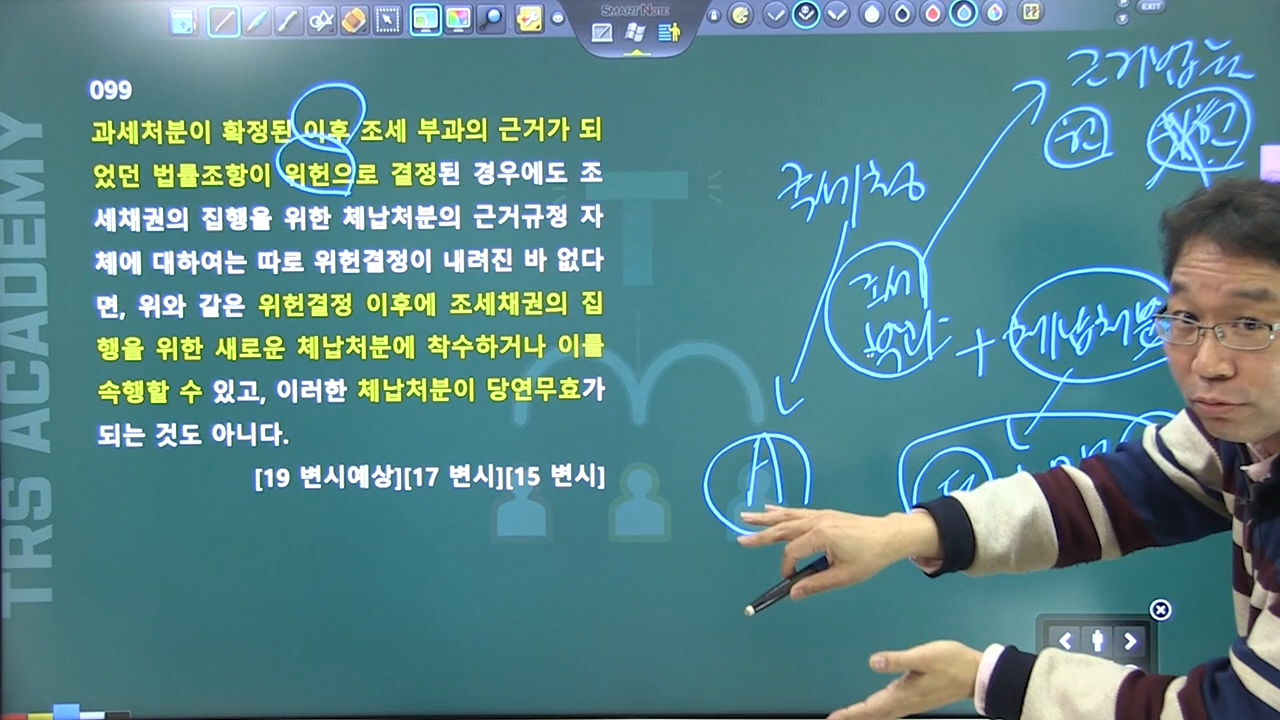 SMART NOTE
EXIT
099
과세처분이 확정된 이후 조세 부과의 근거가 되
었던 법률조항이 위헌으로 결정된 경우에도 조
세채권의 집행을 위한 체납처분의 근거규정 자
체에 대하여는 따로 위헌결정이 내려진 바 없다
면, 위와 같은 위헌결정 이후에 조세채권의 집
행을 위한 새로운 체납처분에 착수하거나 이를
속행할 수 있고, 이러한 체납처분이 당연무효가
되는 것도 아니다.
[19 변시예상][17 변시][15 변시]
TRS ACADEMY
근거법률
국세청
조세
부과
+ 체납처분
A